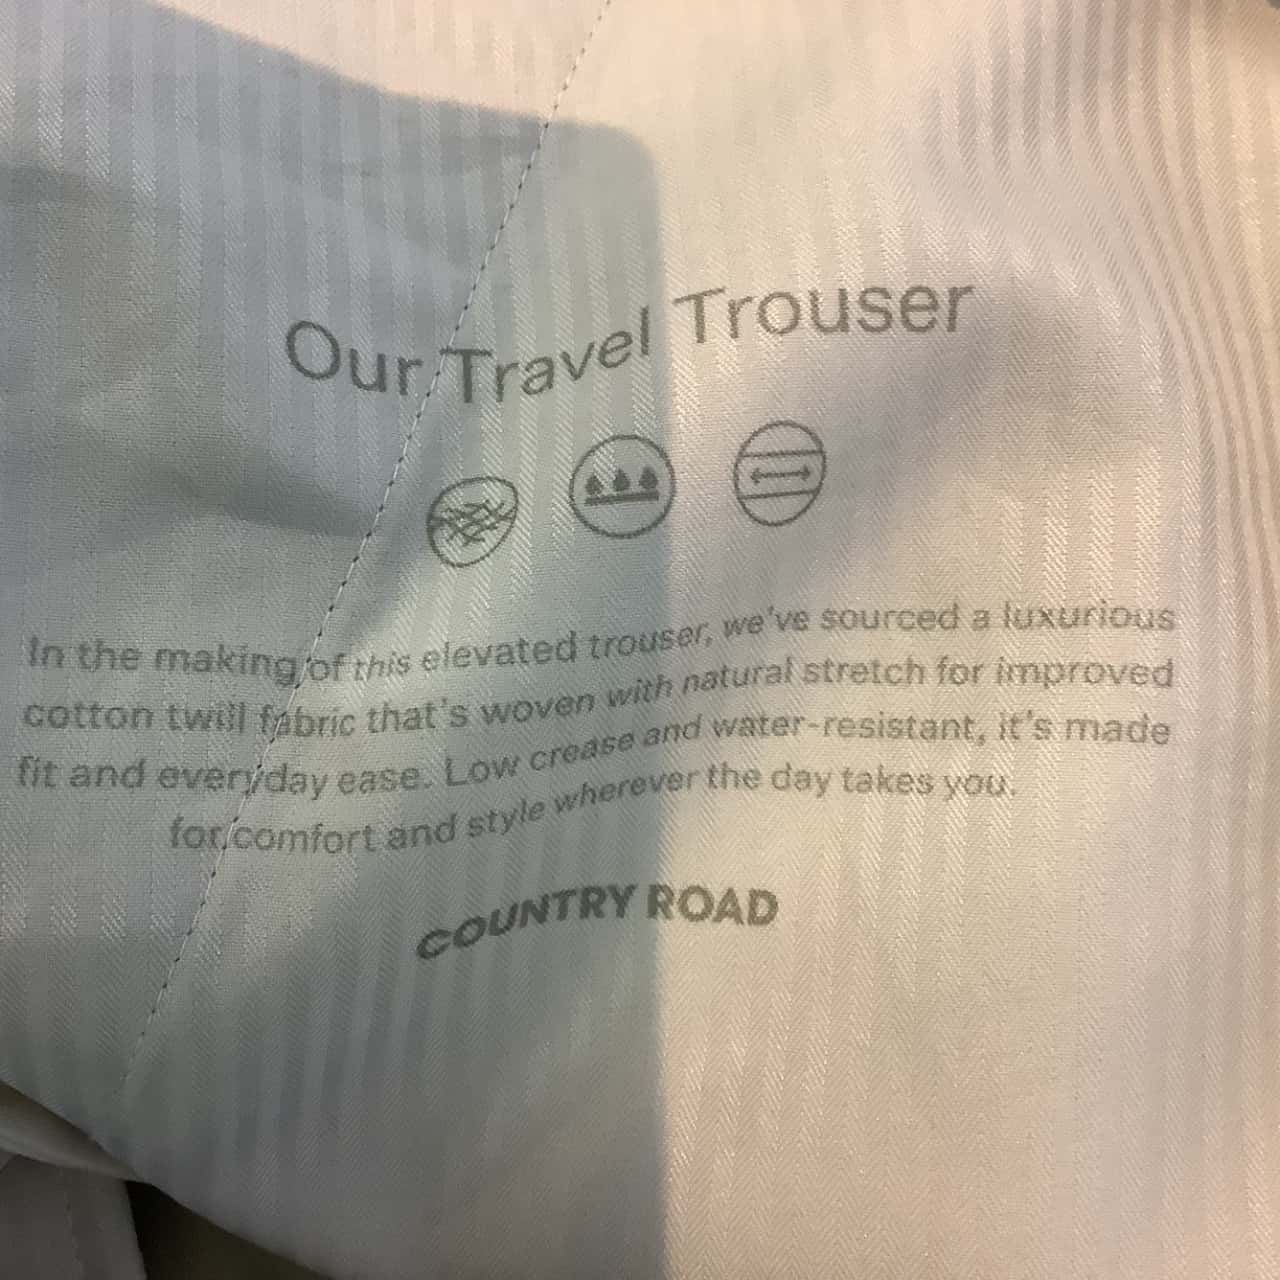 Our Travel Trouser
In the making of this elevated trouser, we've sourced a luxurious
cotton twill fabric that's woven with natural stretch for improved
fit and everyday ease. Low crease and water-resistant, it's made
for comfort and style wherever the day takes you.
COUNTRY ROAD